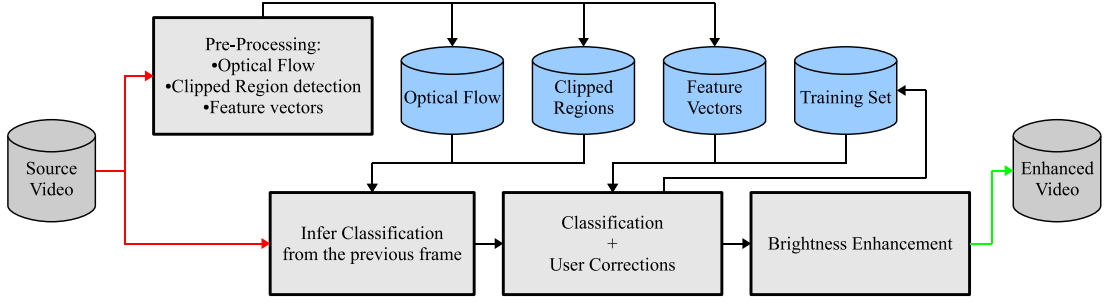 Pre-Processing:
•Optical Flow
•Clipped Region detection
•Feature vectors
Optical Flow
Clipped
Regions
Feature
Vectors
Training Set
Source
Video
Enhanced
Video
Infer Classification
from the previous frame
Classification
+
User Corrections
Brightness Enhancement